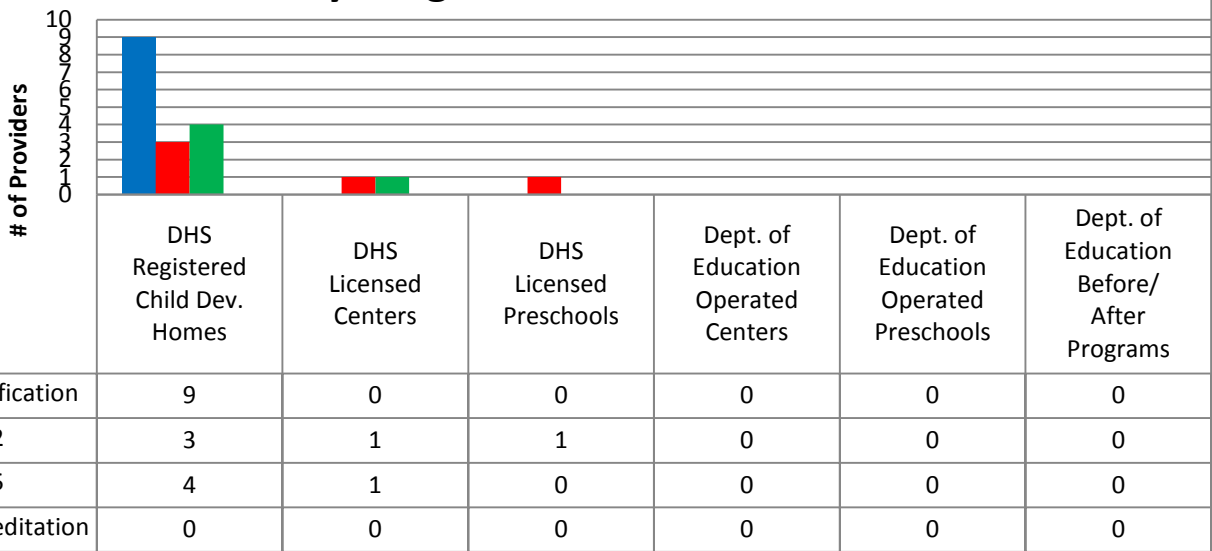 10
9
8
7
6
5
4
3
2
1
0
# of Providers
DHS
Registered
Child Dev.
Homes
DHS
Licensed
Centers
DHS
Licensed
Preschools
Dept. of
Education
Operated
Centers
Dept. of
Education
Operated
Preschools
Dept. of
Education
Before/
After
Programs
fication 9 0 0 0 0 0
2 3 1 1 0 0 0
4 1 0 0 0 0
editation 0 0 0 0 0 0